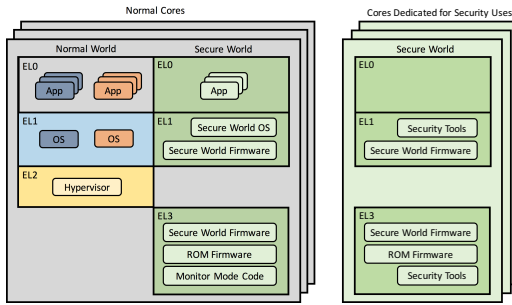 Normal Cores
Cores Dedicated for Security Uses
Normal World
Secure World
EL0
App
App
EL0
App
EL1
OS
OS
EL1
Secure World OS
Secure World Firmware
EL2
Hypervisor
EL3
Secure World Firmware
ROM Firmware
Monitor Mode Code
Secure World
EL0
EL1
Security Tools
Secure World Firmware
EL3
Secure World Firmware
ROM Firmware
Security Tools